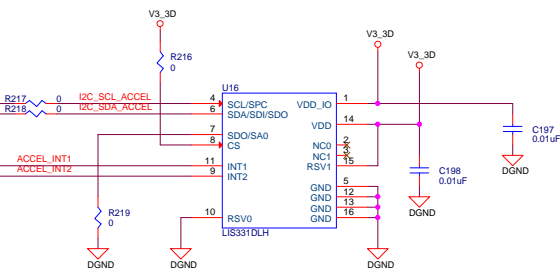 V3_3D
V3_3D
V3_3D
R216
0
U16
R217
0
I2C_SCL_ACCEL
4
SCL/SPC
VDD_IO
1
R218
0
I2C_SDA_ACCEL
6
SDA/SDI/SDO
VDD
14
7
SDO/SA0
NC0
2
8
CS
NC1
3
ACCEL_INT1
11
INT1
RSV1
15
ACCEL_INT2
9
INT2
GND
5
GND
12
GND
13
10
RSV0
GND
16
LIS331DLH
R219
0
C197
0.01uF
C198
0.01uF
DGND
DGND
DGND
DGND
DGND